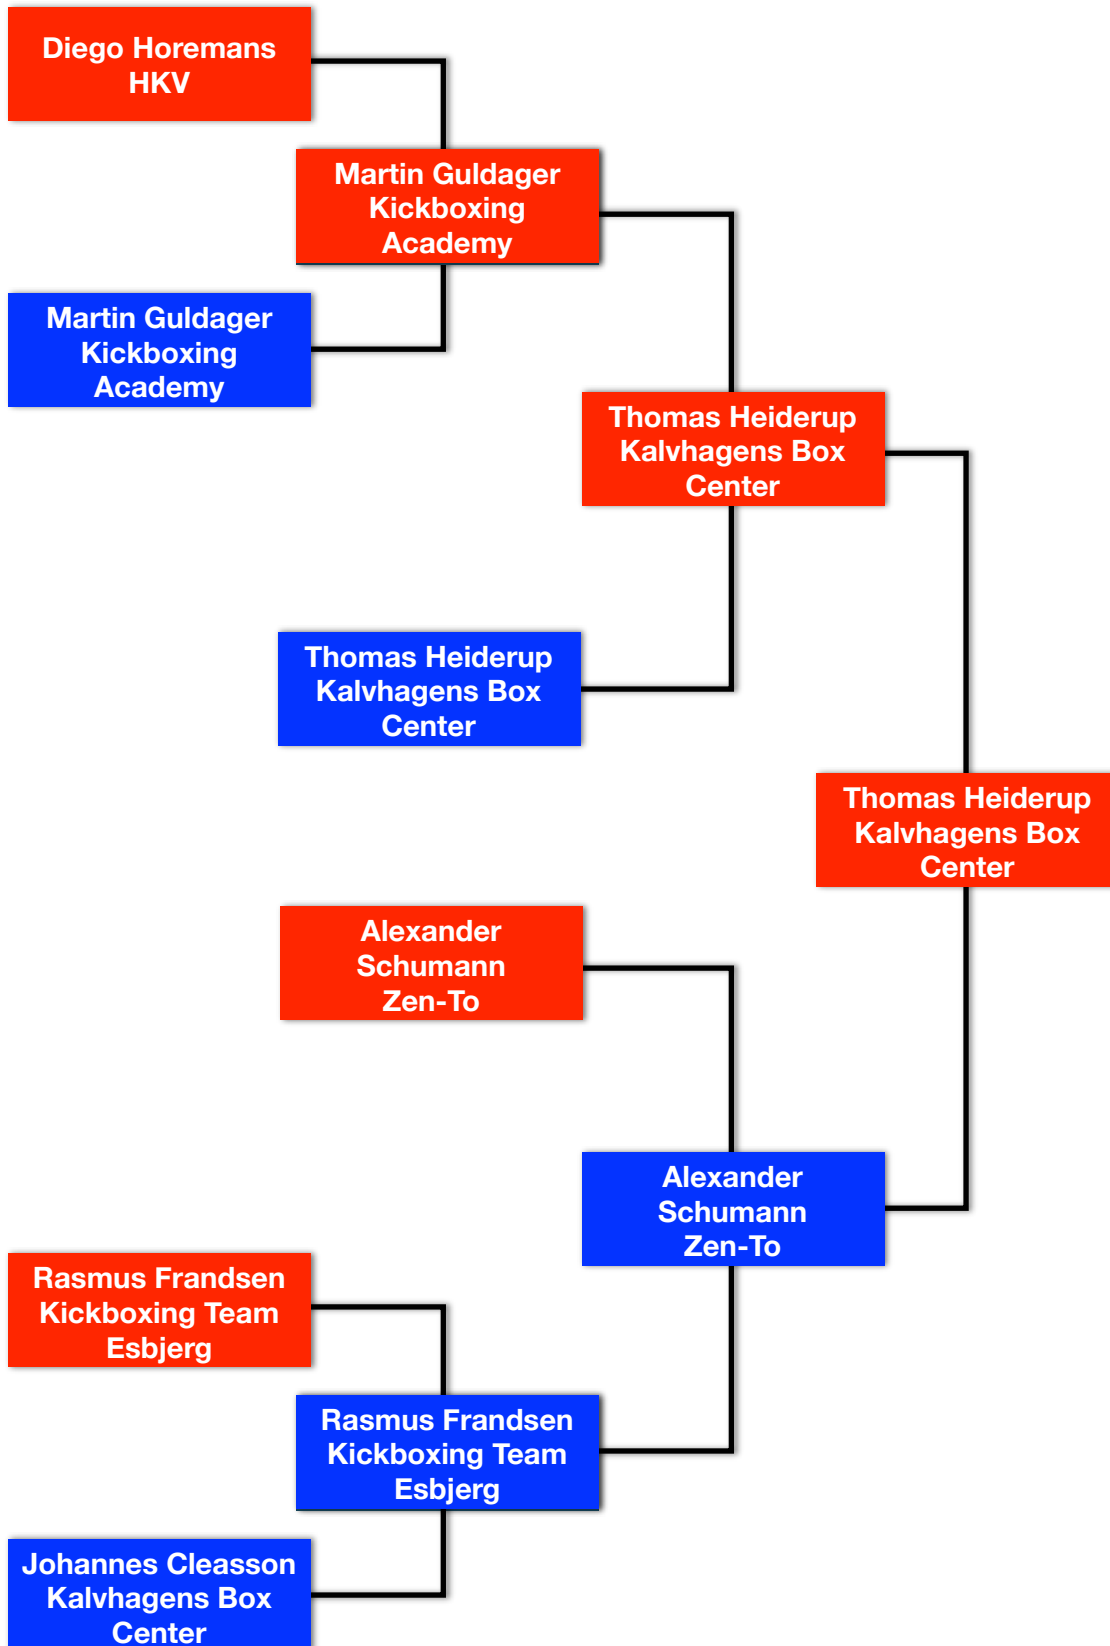 Diego Horemans
HKV
Martin Guldager
Kickboxing
Academy
Martin Guldager
Kickboxing
Academy
Thomas Heiderup
Kalvhagens Box
Center
Thomas Heiderup
Kalvhagens Box
Center
Thomas Heiderup
Kalvhagens Box
Center
Alexander
Schumann
Zen-To
Alexander
Schumann
Zen-To
Rasmus Frandsen
Kickboxing Team
Esbjerg
Rasmus Frandsen
Kickboxing Team
Esbjerg
Johannes Cleasson
Kalvhagens Box
Center